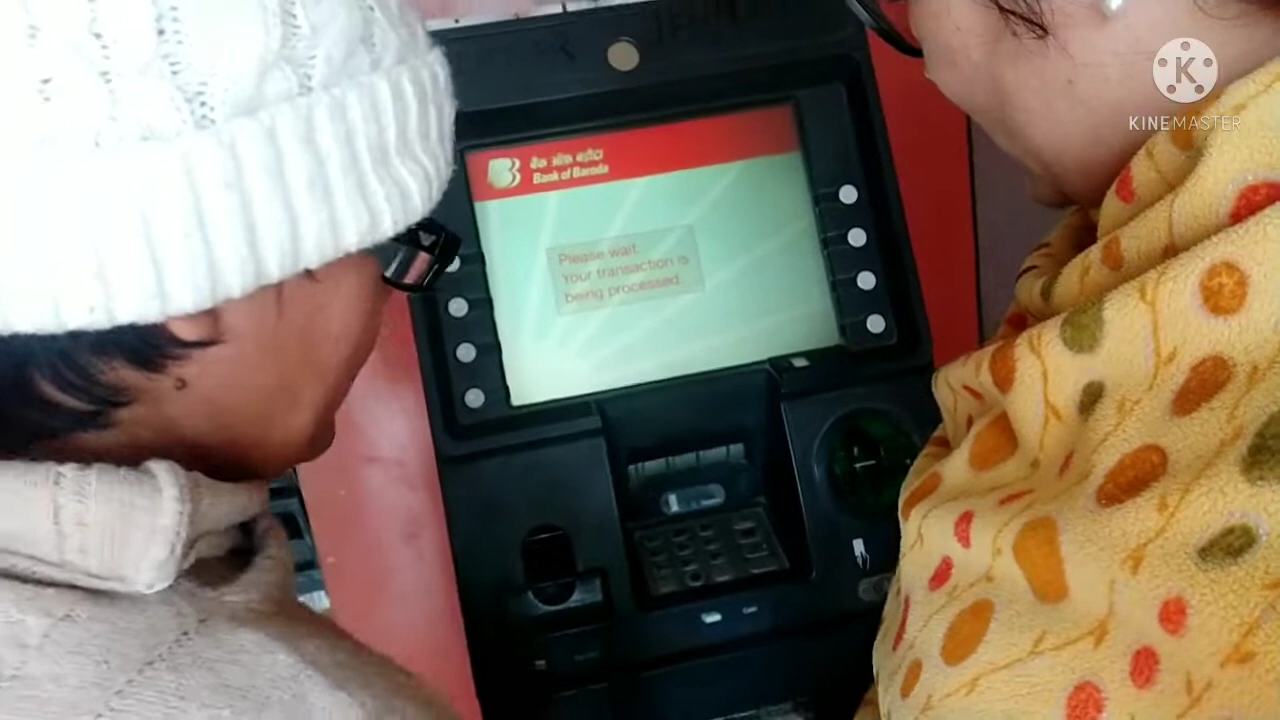 बैंक ऑफ़ बड़ौदा
Bank of Baroda
Please wait.
Your transaction is
being processed.
K
KINEMASTER